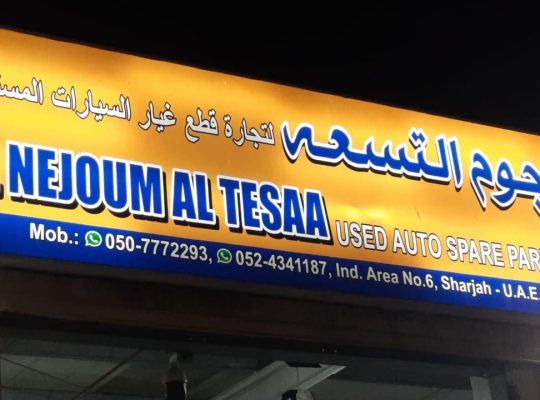 التسعه
لتجارة قطع غيار السيارات
NEJOUM AL TESAA USED AUTO SPARE
Mob.: 050-7772293, 052-4341187, Ind. Area No.6, Sharjah - U.A.E.